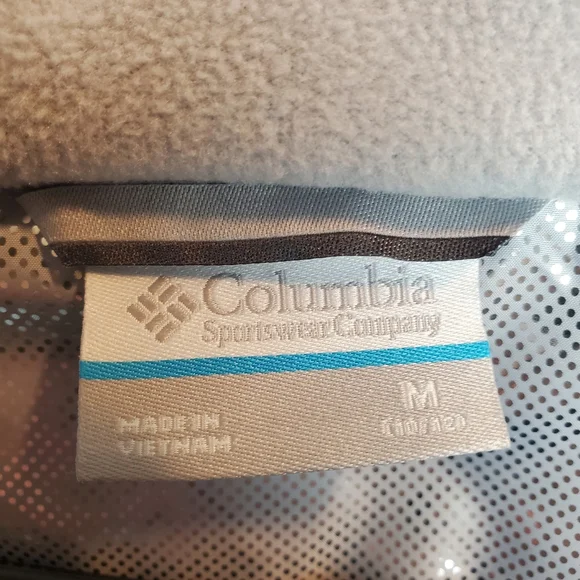 Columbia
Sportswear Company
MADE IN
VIETNAM
M
(10/12)